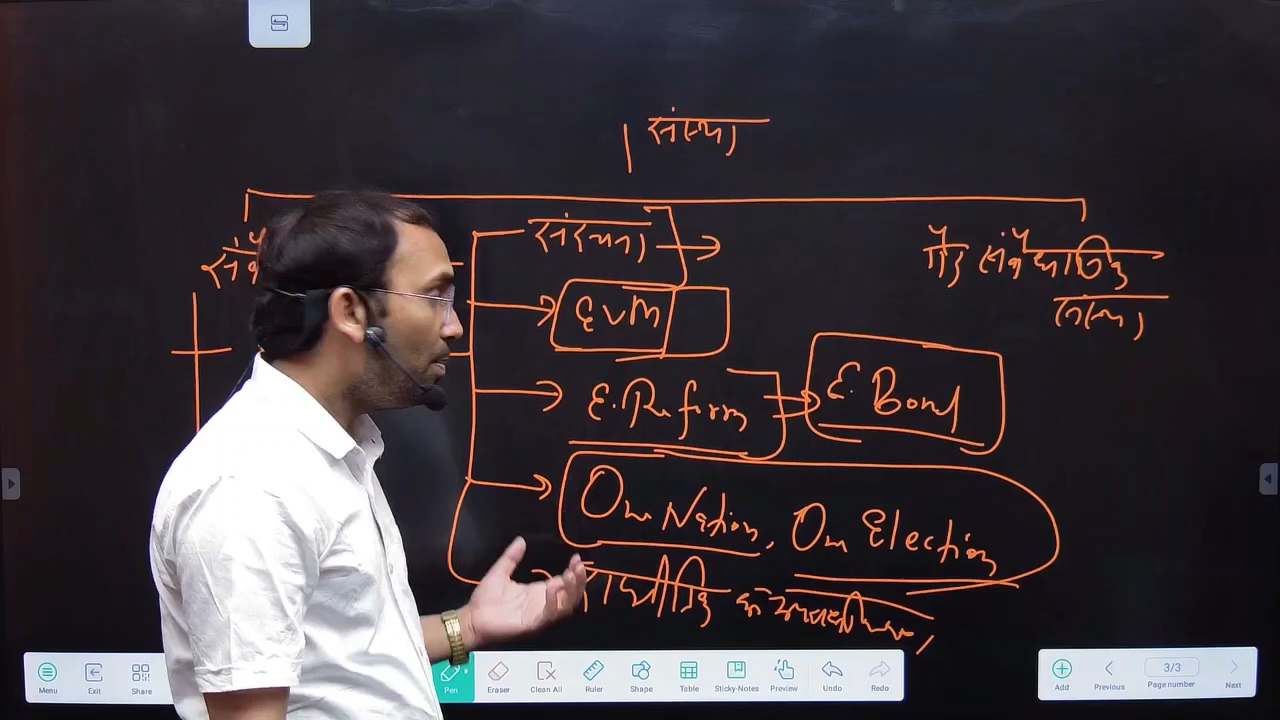 संस्था
संरचना
गैर संवैधानिक
संस्था
EVM
E. Reform
E. Bond
One Nation, One Election
Menu
Exit
Share
Pen
Eraser
Clean All
Ruler
Shape
Table
Sticky-Notes
Preview
Undo
Redo
Add
Previous
3/3
Page number
Next